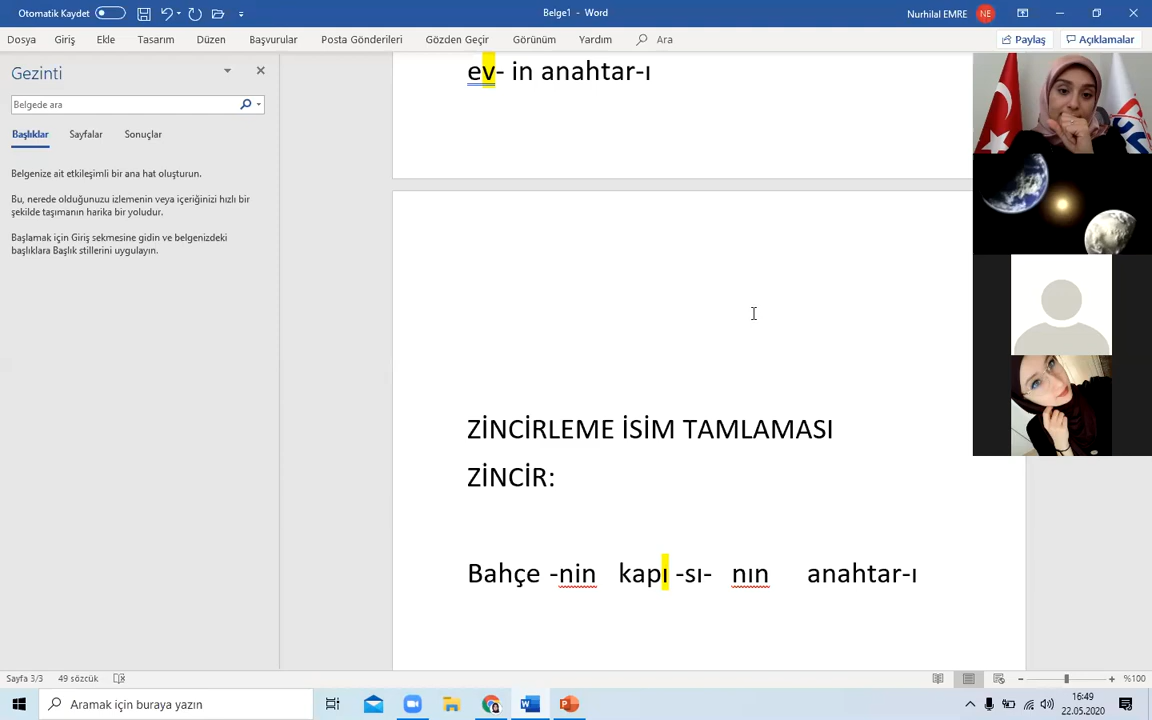 Otomatik Kaydet
Belge1 - Word
Nurhilal EMRE
NE
Dosya Giriş Ekle Tasarım Düzen Başvurular Posta Gönderileri Gözden Geçir Görünüm Yardım Ara
Paylaş
Açıklamalar
Gezinti
Belgede ara
Başlıklar Sayfalar Sonuçlar
Belgenize ait etkileşimli bir ana hat oluşturun.
Bu, nerede olduğunuzu izlemenin veya içeriğinizi hızlı bir
şekilde taşımanın harika bir yoludur.
Başlamak için Giriş sekmesine gidin ve belgenizdeki
başlıklara Başlık stillerini uygulayın.
ev- in anahtar-ı
ZİNCİRLEME İSİM TAMLAMASI
ZİNCİR:
Bahçe -nin kapı -sı- nın anahtar-ı
Sayfa 3/3 49 sözcük
%100
Aramak için buraya yazın
16:49
22.05.2020